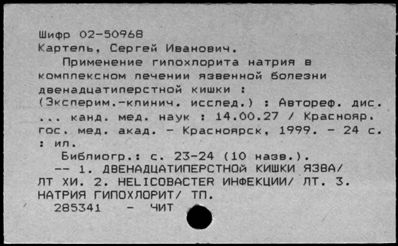 Шифр 02-50968
Картель, Сергей Иванович.
Применение гипохлорита натрия в
комплексном лечении язвенной болезни
двенадцатиперстной кишки :
(Эксперим.-клинич. исслед.) : Автореф. дис.
... канд. мед. наук : 14.00.27 / Краснояр.
гос. мед. акад. - Красноярск, 1999. - 24 с.
: ил.
Библиогр.: с. 23-24 (10 назв.).
-- 1. ДВЕНАДЦАТИПЕРСТНОЙ КИШКИ ЯЗВА/
ЛТ ХИ. 2. HELICOBACTER ИНФЕКЦИИ/ ЛТ. 3.
НАТРИЯ ГИПОХЛОРИТ/ ТП.
285341 - ЧИТ